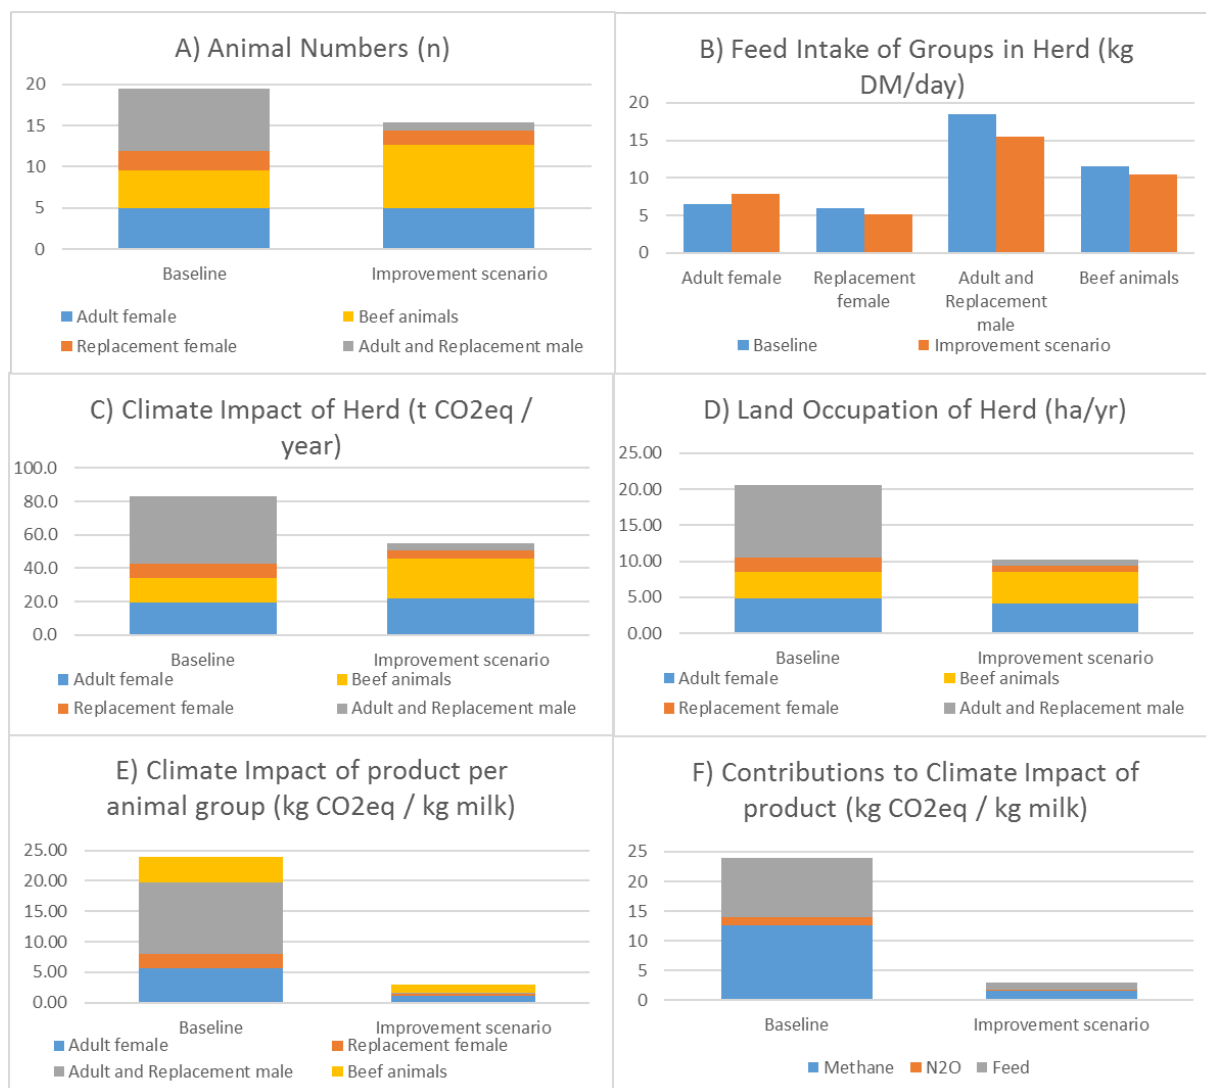 A) Animal Numbers (n)
20
15
10
5
0
Baseline
Improvement scenario
Adult female
Beef animals
Replacement female
Adult and Replacement male
B) Feed Intake of Groups in Herd (kg
DM/day)
20
15
10
5
0
Adult female
Replacement
female
Adult and
Replacement
male
Beef animals
Baseline
Improvement scenario
C) Climate Impact of Herd (t CO2eq /
year)
100.0
80.0
60.0
40.0
20.0
0.0
Baseline
Improvement scenario
Adult female
Beef animals
Replacement female
Adult and Replacement male
D) Land Occupation of Herd (ha/yr)
25.00
20.00
15.00
10.00
5.00
0.00
Baseline
Improvement scenario
Adult female
Beef animals
Replacement female
Adult and Replacement male
E) Climate Impact of product per
animal group (kg CO2eq / kg milk)
25.00
20.00
15.00
10.00
5.00
0.00
Baseline
Improvement scenario
Adult female
Replacement female
Adult and Replacement male
Beef animals
F) Contributions to Climate Impact of
product (kg CO2eq / kg milk)
25
20
15
10
5
0
Baseline
Improvement scenario
Methane
N2O
Feed